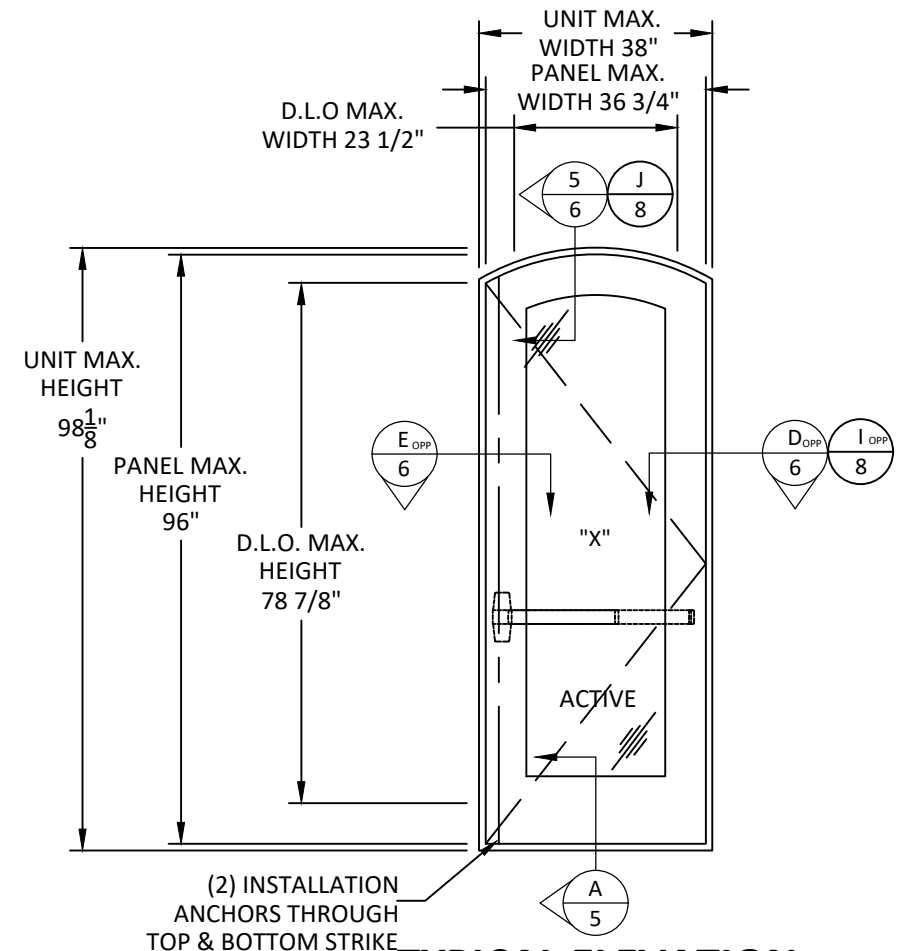 UNIT MAX.
WIDTH 38"
PANEL MAX.
WIDTH 36 3/4"
D.L.O MAX.
WIDTH 23 1/2"
5
6
J
8
UNIT MAX.
HEIGHT
98 1/8"
PANEL MAX.
HEIGHT
96"
D.L.O. MAX.
HEIGHT
78 7/8"
E OPP
6
D OPP
6
I OPP
8
"X"
ACTIVE
A
5
(2) INSTALLATION
ANCHORS THROUGH
TOP & BOTTOM STRIKE
TYPICAL ELEVATION